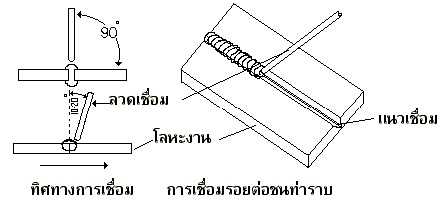 90°
ลวดเชื่อม
10-20°
แนวเชื่อม
โลหะงาน
ทิศทางการเชื่อม
การเชื่อมรอยต่อชนท่าราบ